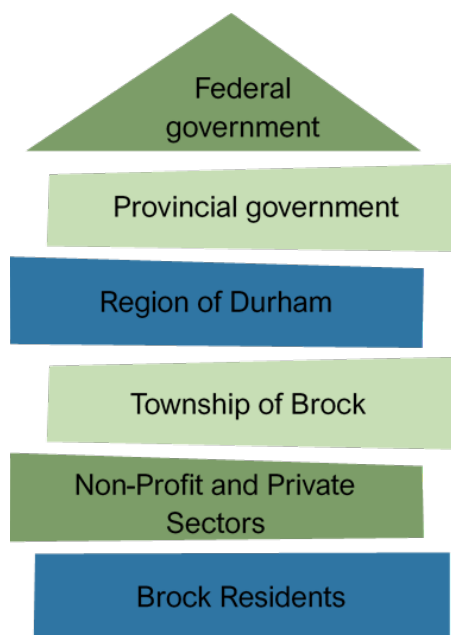 Federal
government
Provincial government
Region of Durham
Township of Brock
Non-Profit and Private
Sectors
Brock Residents